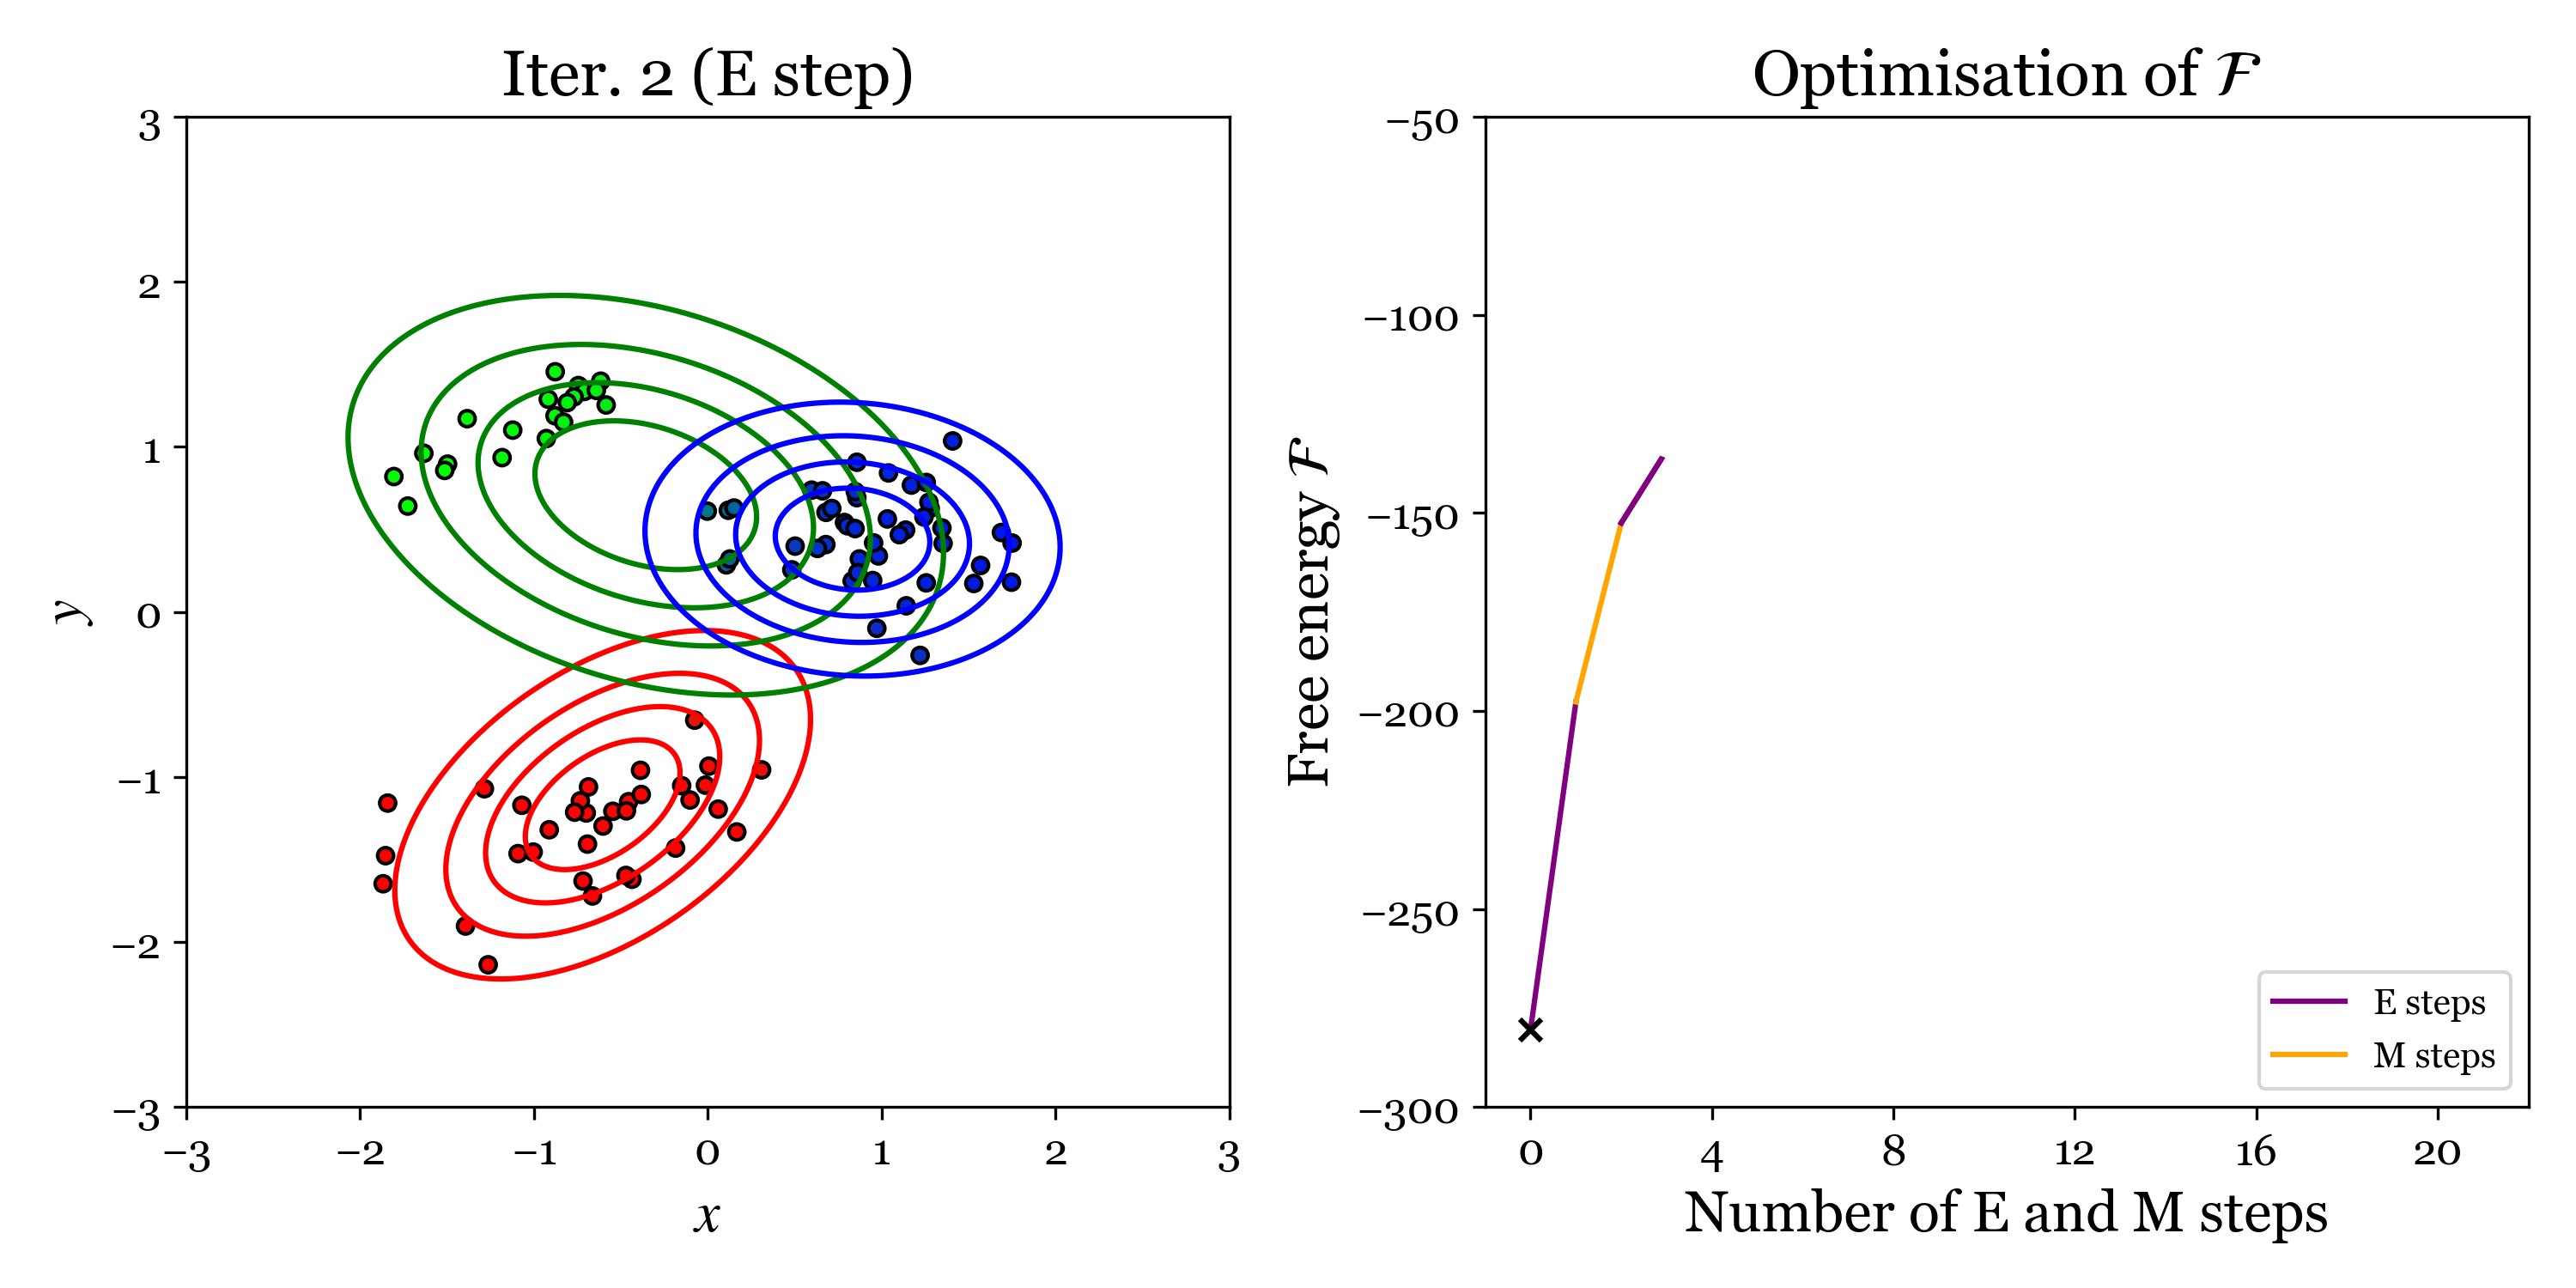 Iter. 2 (E step)
3
2
1
0
−1
−2
−3
−3 −2 −1 0 1 2 3
x
y
Optimisation of ℱ
−50
−100
−150
−200
−250
−300
0 4 8 12 16 20
Number of E and M steps
Free energy ℱ
E steps
M steps